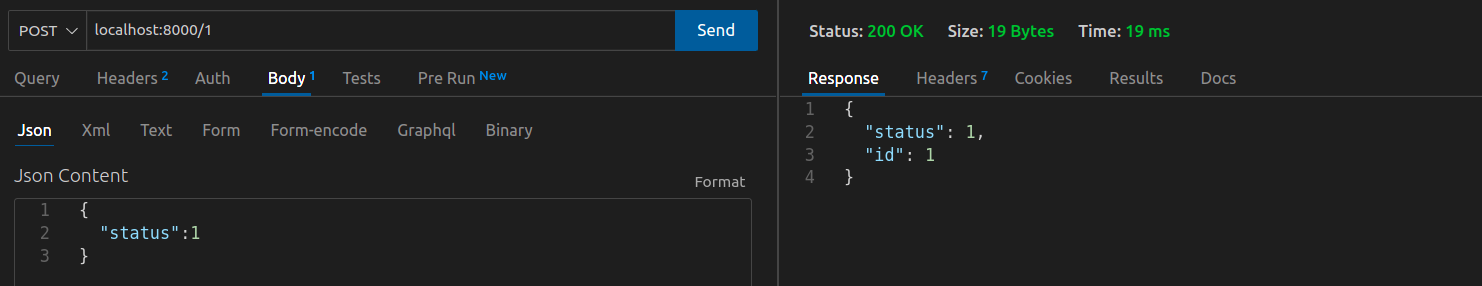 POST localhost:8000/1 Send
Query Headers 2 Auth Body 1 Tests Pre Run New
Json Xml Text Form Form-encode Graphql Binary
Json Content
Format
1 {
2 "status":1
3 }
Status: 200 OK Size: 19 Bytes Time: 19 ms
Response Headers 7 Cookies Results Docs
1 {
2 "status": 1,
3 "id": 1
4 }